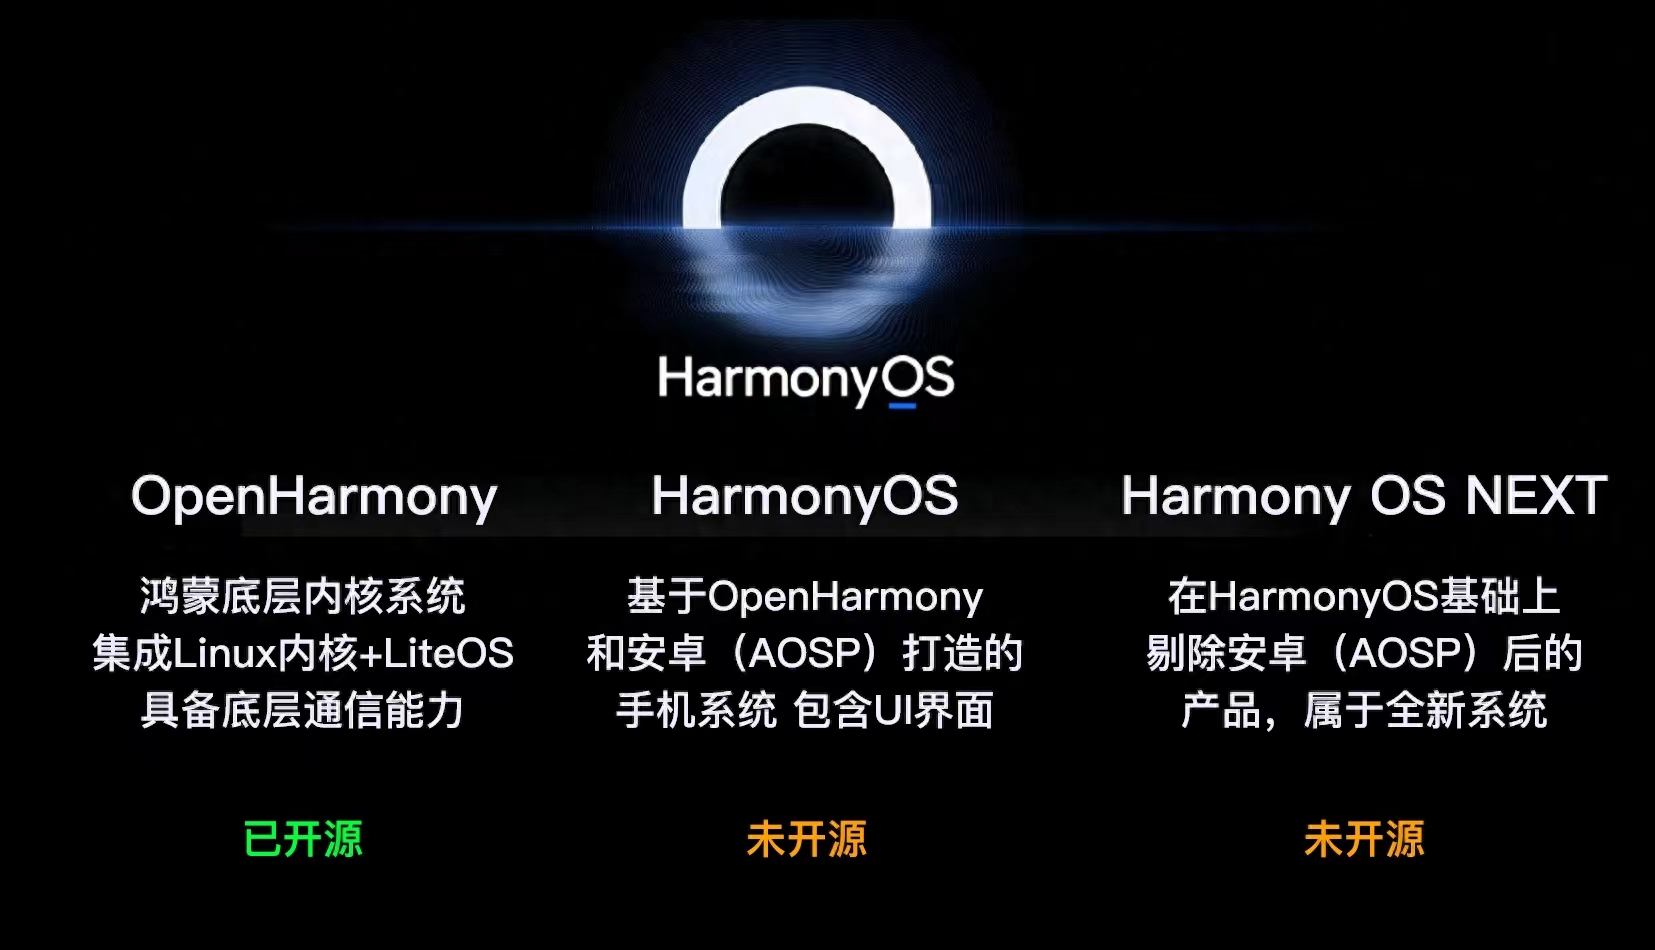 HarmonyOS
OpenHarmony
鸿蒙底层内核系统
集成Linux内核+LiteOS
具备底层通信能力
已开源
HarmonyOS
基于OpenHarmony
和安卓（AOSP）打造的
手机系统 包含UI界面
未开源
Harmony OS NEXT
在HarmonyOS基础上
剔除安卓（AOSP）后的
产品，属于全新系统
未开源